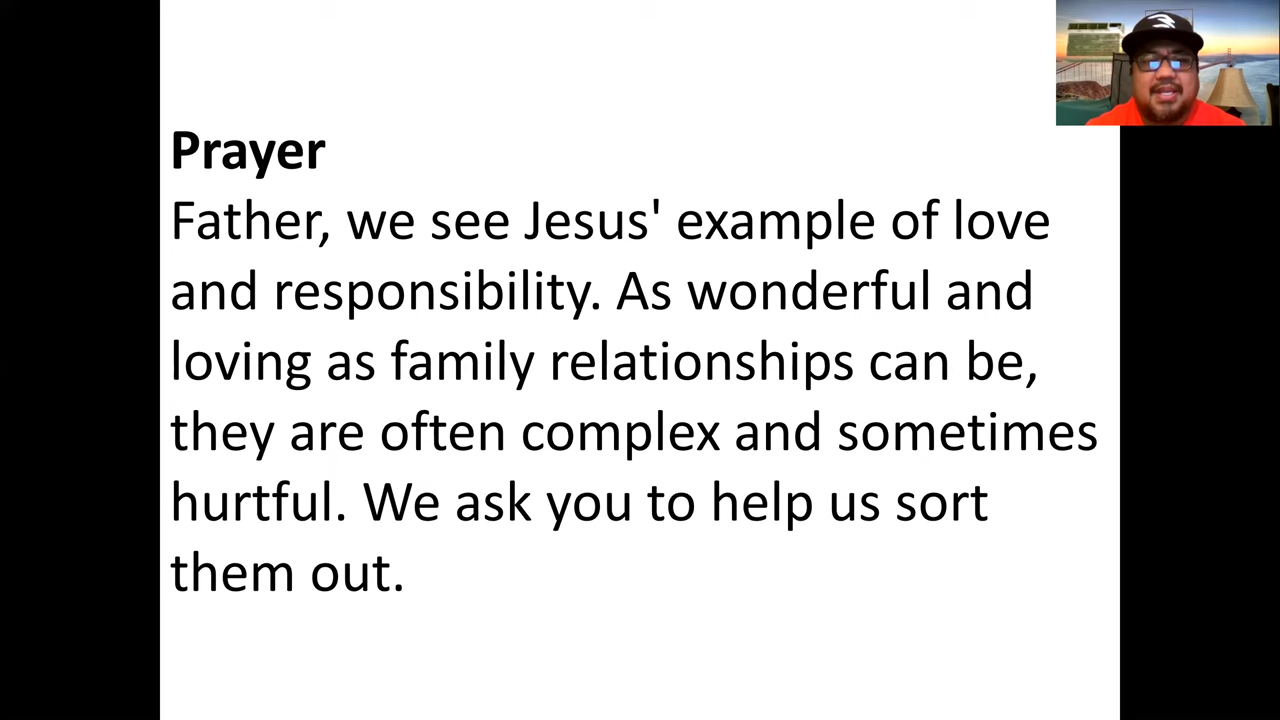 Prayer
Father, we see Jesus' example of love
and responsibility. As wonderful and
loving as family relationships can be,
they are often complex and sometimes
hurtful. We ask you to help us sort
them out.